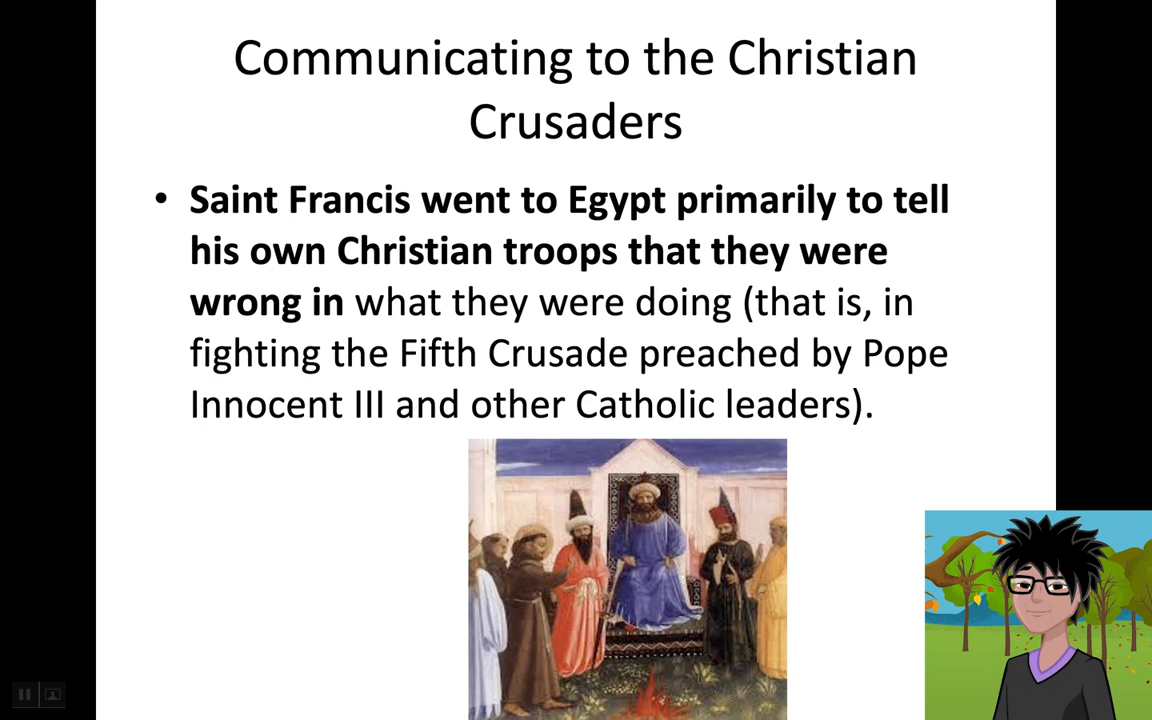 Communicating to the Christian
Crusaders
• Saint Francis went to Egypt primarily to tell
his own Christian troops that they were
wrong in what they were doing (that is, in
fighting the Fifth Crusade preached by Pope
Innocent III and other Catholic leaders).